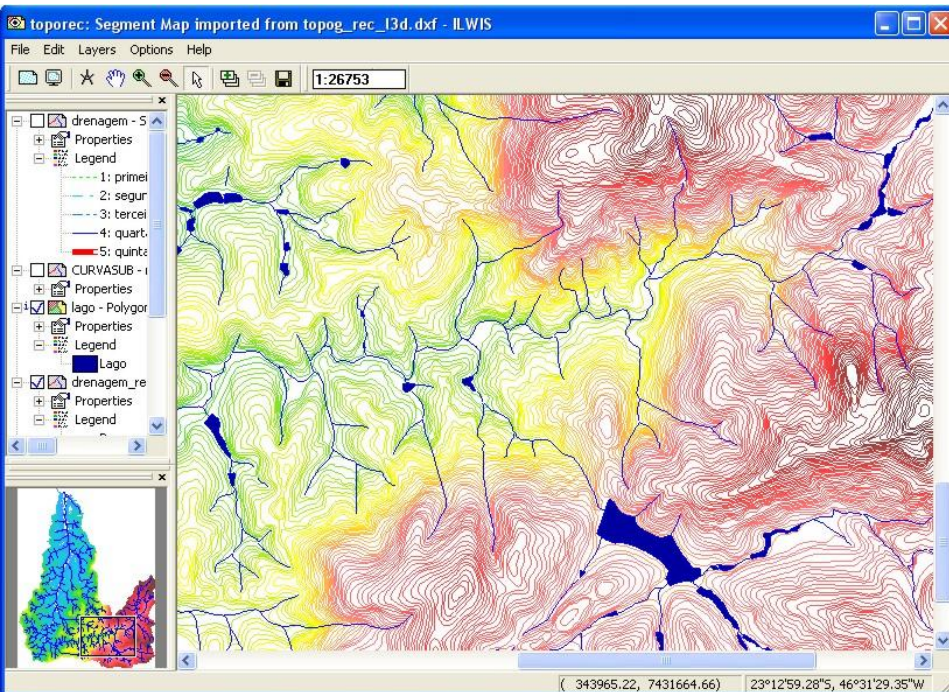 toporec: Segment Map imported from topog_rec_l3d.dxf - ILWIS
File Edit Layers Options Help
1:26753
drenagem - S
Properties
Legend
1: primei
2: segur
3: tercei
4: quart
5: quinta
CURVASUB -
Properties
lago - Polygor
Properties
Legend
Lago
drenagem_re
Properties
Legend
( 343965.22, 7431664.66) 23°12'59.28"S, 46°31'29.35"W